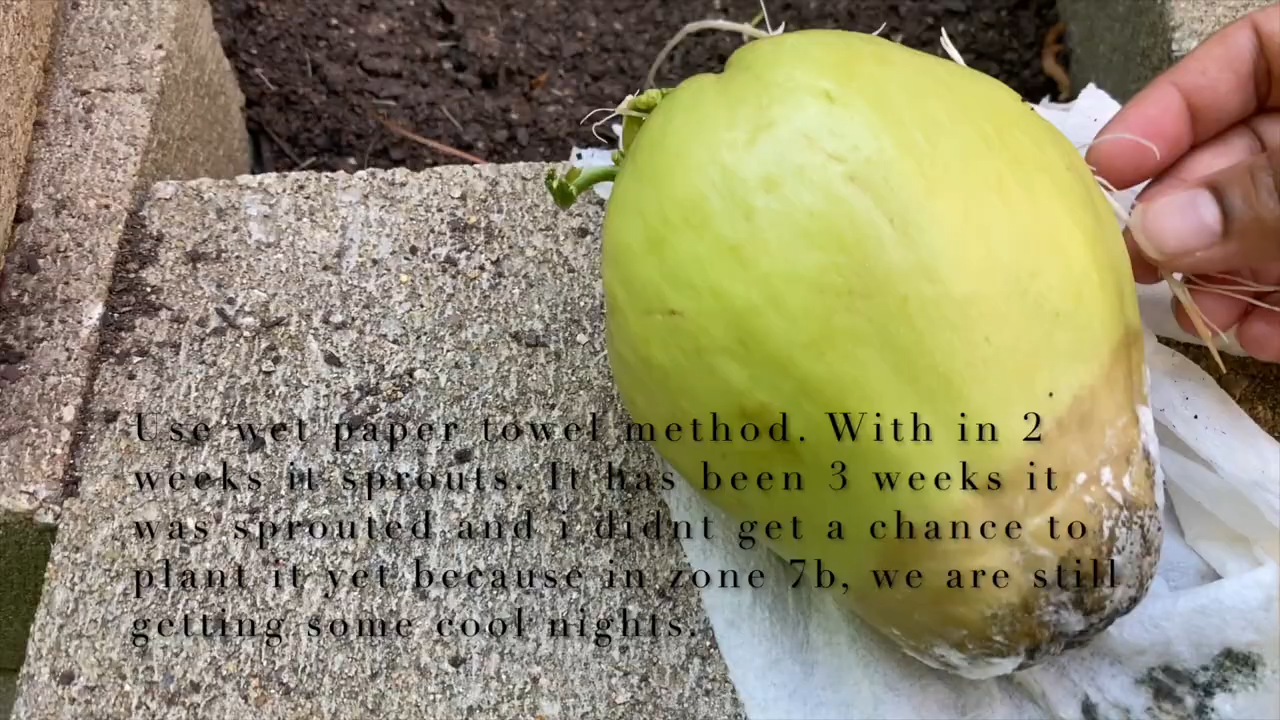 Use wet paper towel method. With in 2
weeks it sprouts. It has been 3 weeks it
was sprouted and i didnt get a chance to
plant it yet because in zone 7b, we are still
getting some cool nights.